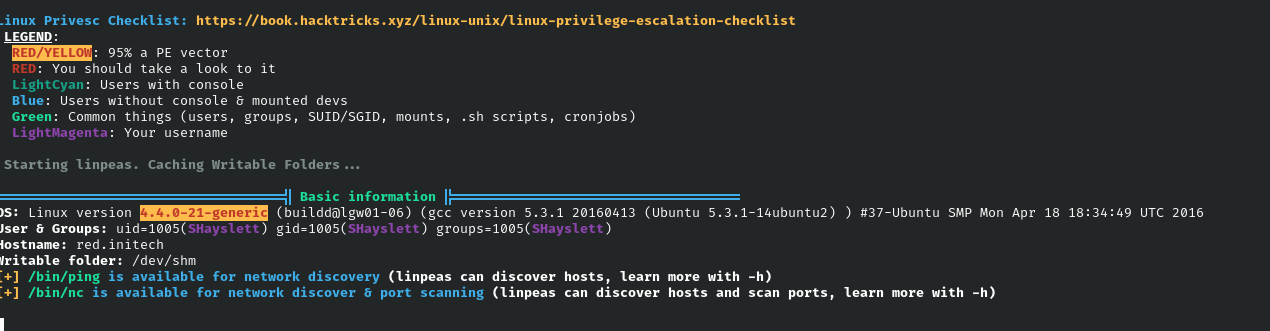 Linux Privesc Checklist: https://book.hacktricks.xyz/linux-unix/linux-privilege-escalation-checklist
LEGEND:
RED/YELLOW: 95% a PE vector
RED: You should take a look to it
LightCyan: Users with console
Blue: Users without console & mounted devs
Green: Common things (users, groups, SUID/SGID, mounts, .sh scripts, cronjobs)
LightMagenta: Your username
Starting linpeas. Caching Writable Folders...
Basic information
OS: Linux version 4.4.0-21-generic (buildd@lgw01-06) (gcc version 5.3.1 20160413 (Ubuntu 5.3.1-14ubuntu2) ) #37-Ubuntu SMP Mon Apr 18 18:34:49 UTC 2016
User & Groups: uid=1005(SHayslett) gid=1005(SHayslett) groups=1005(SHayslett)
Hostname: red.initech
Writable folder: /dev/shm
[+] /bin/ping is available for network discovery (linpeas can discover hosts, learn more with -h)
[+] /bin/nc is available for network discover & port scanning (linpeas can discover hosts and scan ports, learn more with -h)